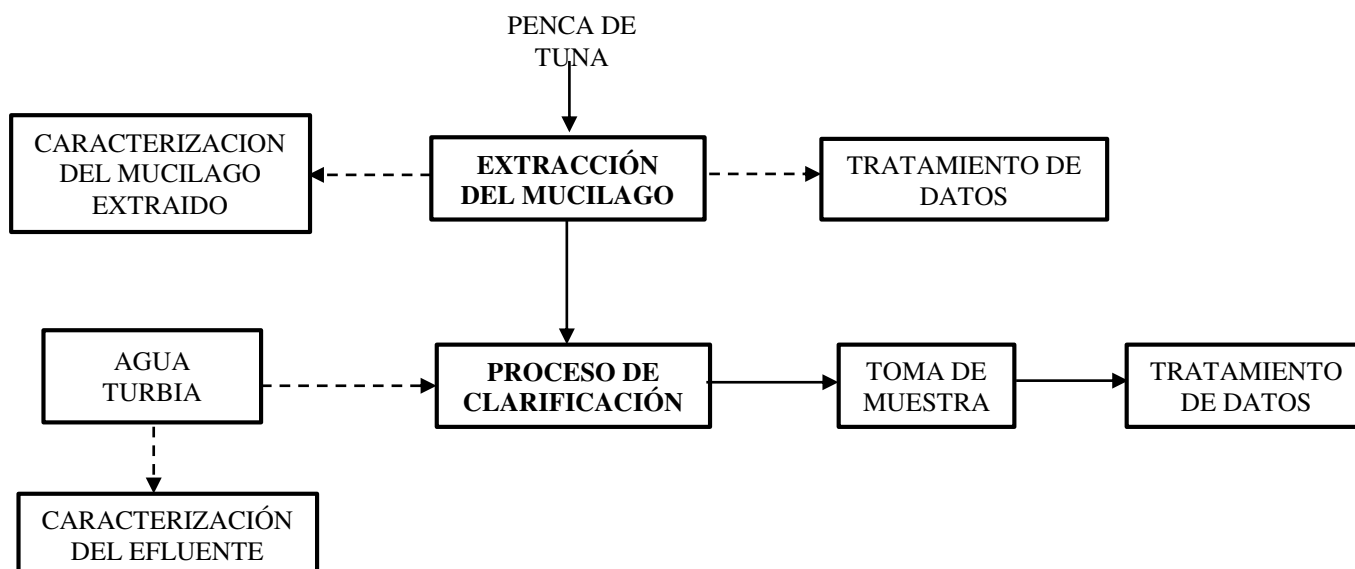 PENCA DE
TUNA
CARACTERIZACION
DEL MUCILAGO
EXTRAIDO
EXTRACCIÓN
DEL MUCILAGO
TRATAMIENTO DE
DATOS
AGUA
TURBIA
PROCESO DE
CLARIFICACIÓN
TOMA DE
MUESTRA
TRATAMIENTO
DE DATOS
CARACTERIZACIÓN
DEL EFLUENTE